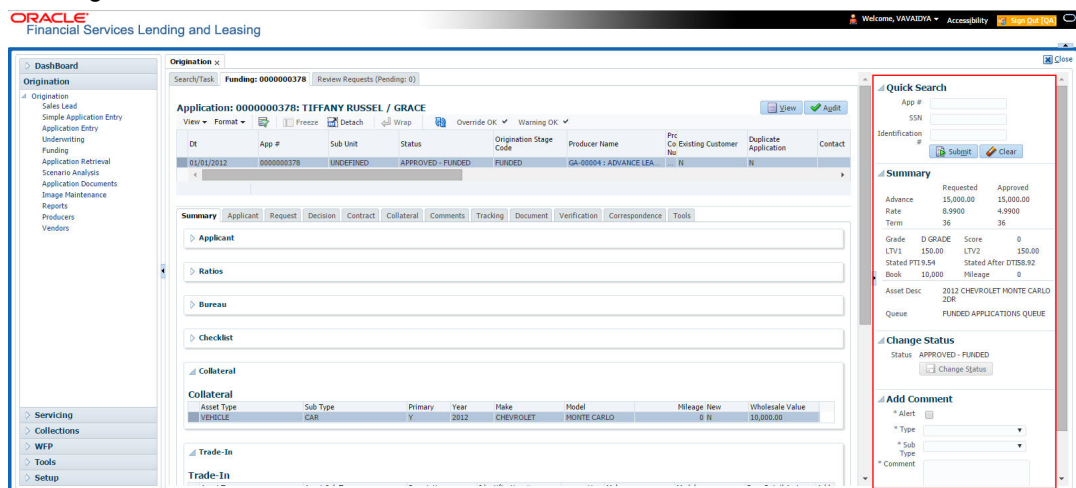 ORACLE
Financial Services Lending and Leasing
Welcome, VAVAIDYA Accessibility Sign Out [QA]
Close
DashBoard
Origination
Origination
Sales Lead
Simple Application Entry
Application Entry
Underwriting
Funding
Application Retrieval
Scenario Analysis
Application Documents
Image Maintenance
Reports
Producers
Vendors
Servicing
Collections
WFP
Tools
Setup
Origination x
Search/Task Funding: 0000000378 Review Requests (Pending: 0)
Application: 0000000378: TIFFANY RUSSEL / GRACE
View Audit
View Format Freeze Detach Wrap Override OK Warning OK
Dt App # Sub Unit Status Origination Stage Code Producer Name Prc Co Nu Existing Customer Duplicate Application Contact
01/01/2012 0000000378 UNDEFINED APPROVED - FUNDED FUNDED GA-00004 : ADVANCE LEA... ... N N
Summary Applicant Request Decision Contract Collateral Comments Tracking Document Verification Correspondence Tools
Applicant
Ratios
Bureau
Checklist
Collateral
Collateral
Asset Type Sub Type Primary Year Make Model Mileage New Wholesale Value
VEHICLE CAR Y 2012 CHEVROLET MONTE CARLO 0 N 10,000.00
Trade-In
Trade-In
Quick Search
App #
SSN
Identification #
Submit Clear
Summary
Requested Approved
Advance 15,000.00 15,000.00
Rate 8.9900 4.9900
Term 36 36
Grade D GRADE Score 0
LTV1 150.00 LTV2 150.00
Stated PTI 9.54 Stated After DTI 58.92
Book 10,000 Mileage 0
Asset Desc 2012 CHEVROLET MONTE CARLO
2DR
Queue FUNDED APPLICATIONS QUEUE
Change Status
Status APPROVED - FUNDED
Change Status
Add Comment
* Alert
* Type
* Sub Type
* Comment